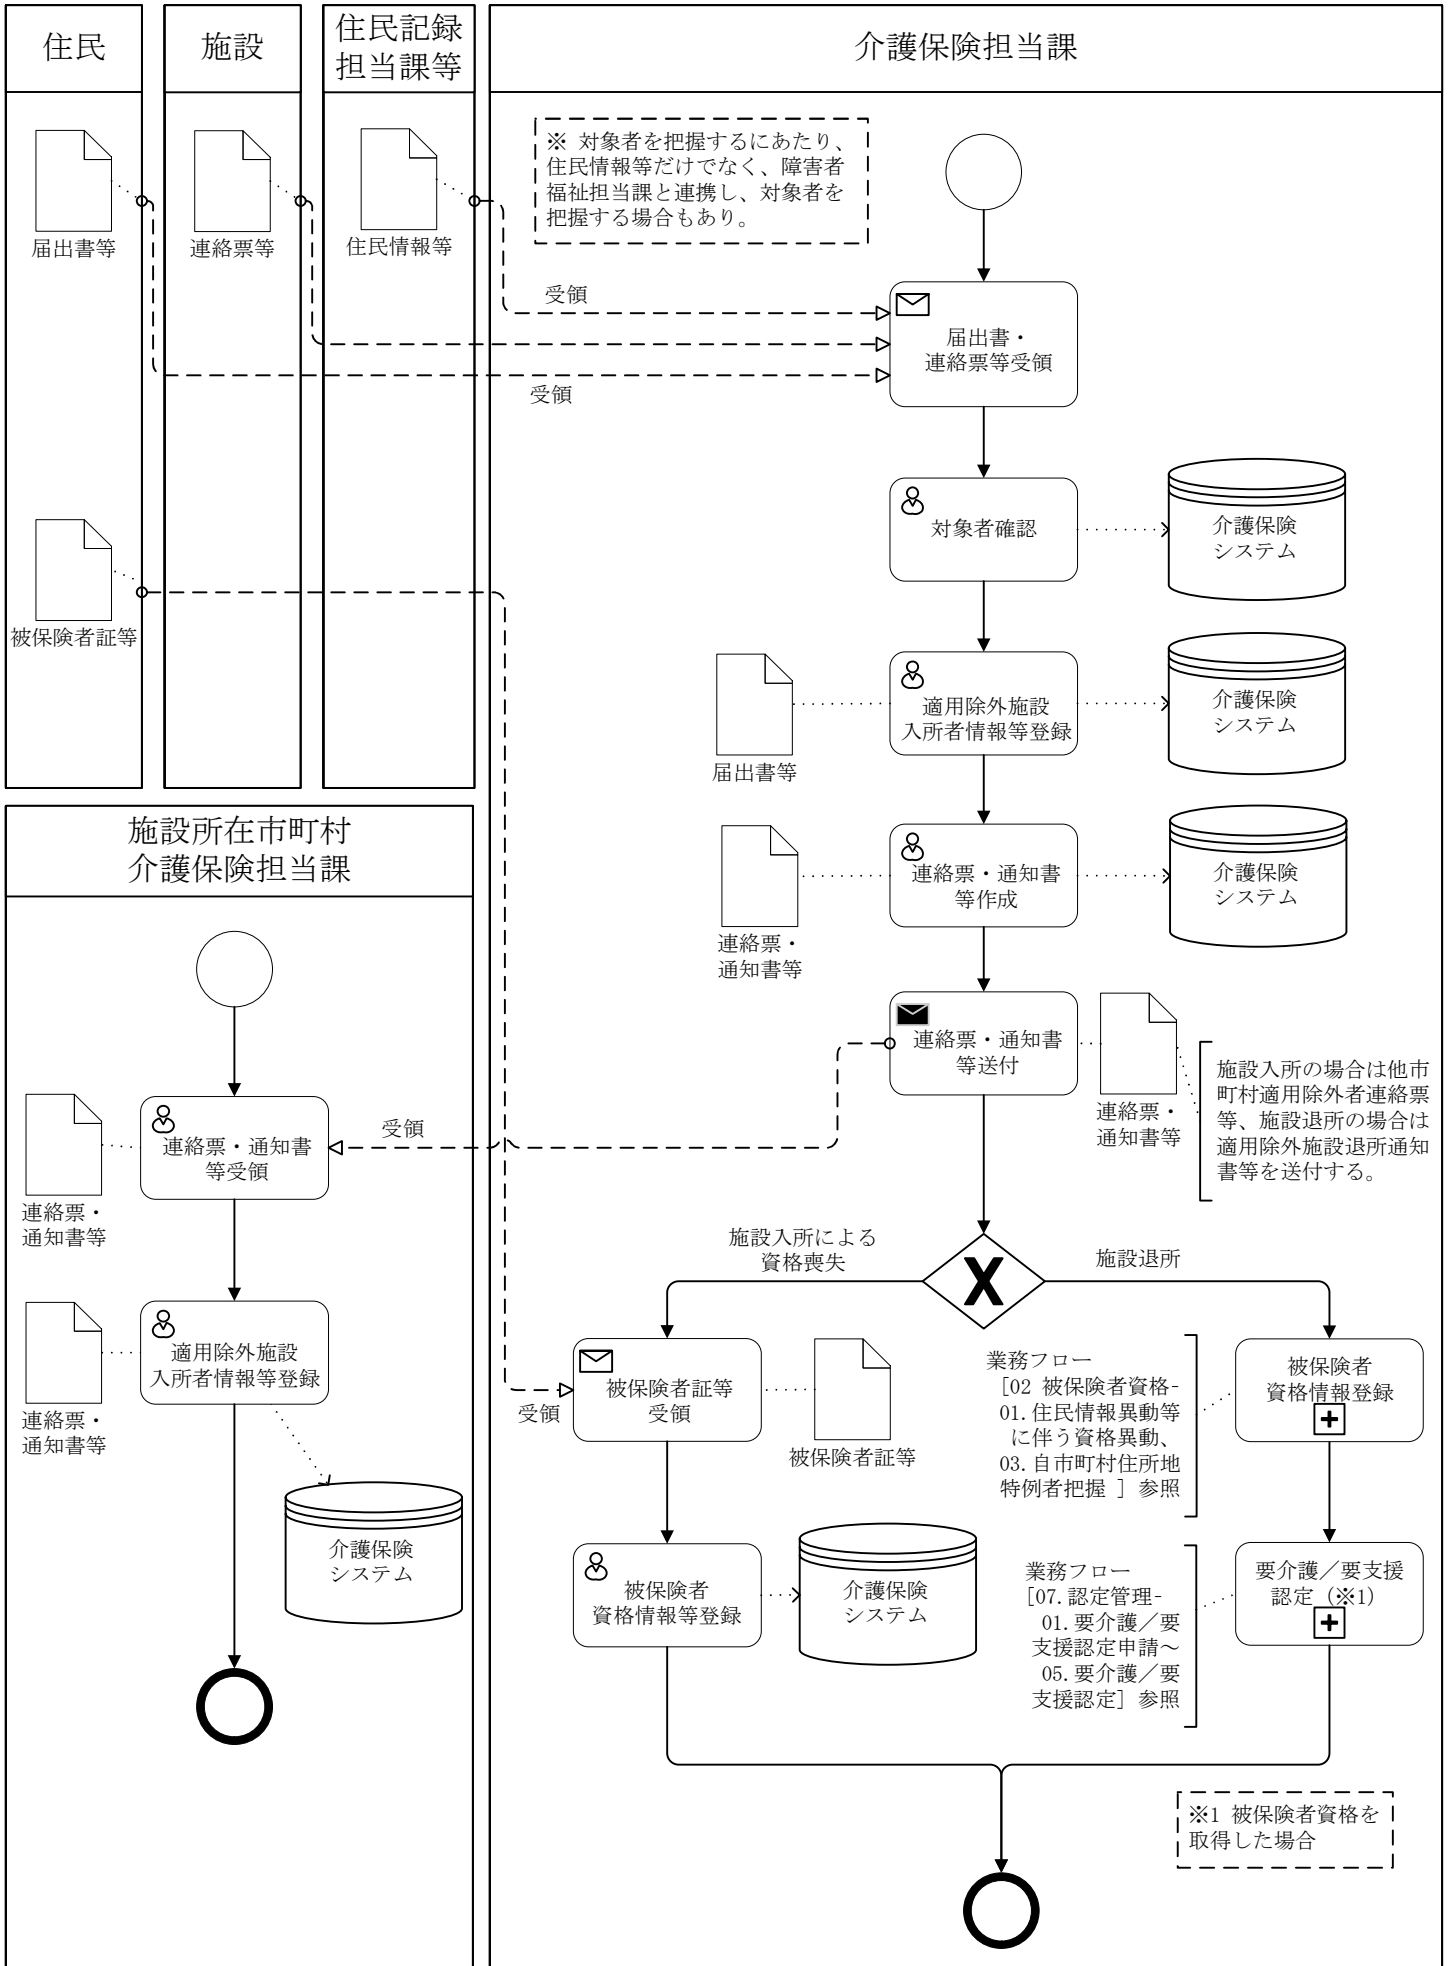 住民
施設
住民記録
担当課等
介護保険担当課
届出書等
連絡票等
住民情報等
※ 対象者を把握するにあたり、
住民情報等だけでなく、障害者
福祉担当課と連携し、対象者を
把握する場合もあり。
受領
受領
届出書・
連絡票等受領
対象者確認
介護保険
システム
被保険者証等
適用除外施設
入所者情報等登録
介護保険
システム
届出書等
連絡票・通知書
等作成
介護保険
システム
連絡票・
通知書等
連絡票・通知書
等送付
連絡票・
通知書等
施設入所の場合は他市
町村適用除外者連絡票
等、施設退所の場合は
適用除外施設退所通知
書等を送付する。
施設所在市町村
介護保険担当課
受領
連絡票・通知書
等受領
連絡票・
通知書等
適用除外施設
入所者情報等登録
連絡票・
通知書等
介護保険
システム
施設入所による
資格喪失
施設退所
受領
被保険者証等
受領
被保険者証等
業務フロー
[02 被保険者資格-
01.住民情報異動等
に伴う資格異動、
03.自市町村住所地
特例者把握 ] 参照
被保険者
資格情報登録
被保険者
資格情報等登録
介護保険
システム
業務フロー
[07.認定管理-
01.要介護／要
支援認定申請～
05.要介護／要
支援認定] 参照
要介護／要支援
認定（※1）
※1 被保険者資格を
取得した場合